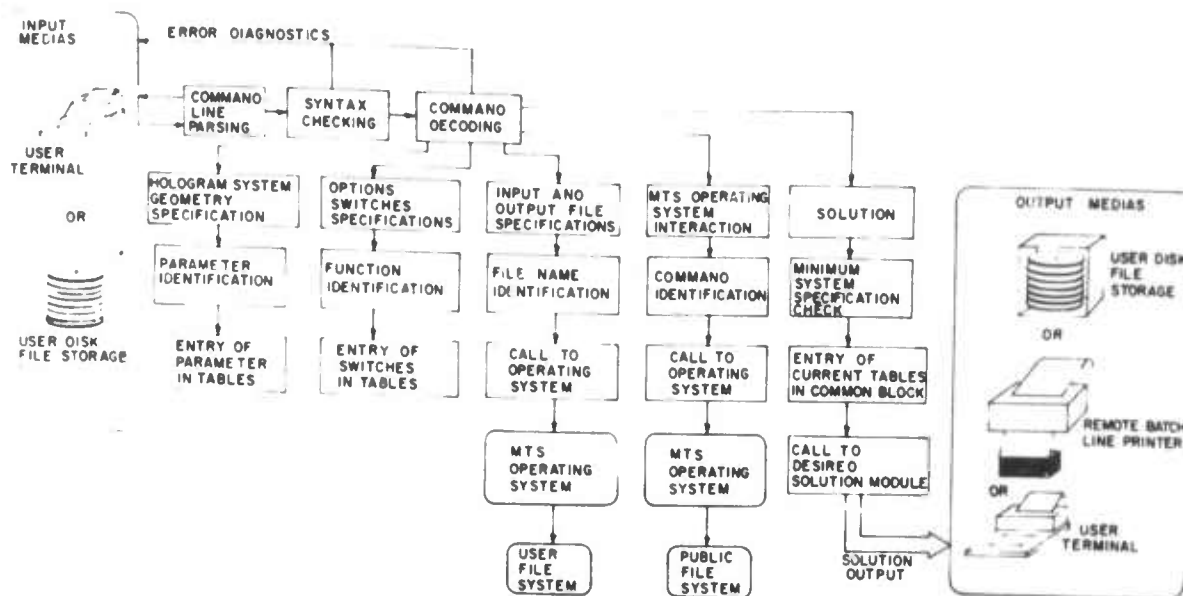 INPUT
MEDIAS
ERROR DIAGNOSTICS
COMMAND
LINE
PARSING
SYNTAX
CHECKING
COMMAND
DECODING
USER
TERMINAL
OR
USER DISK
FILE STORAGE
HOLOGRAM SYSTEM
GEOMETRY
SPECIFICATION
OPTIONS
SWITCHES
SPECIFICATIONS
INPUT AND
OUTPUT FILE
SPECIFICATIONS
MTS OPERATING
SYSTEM
INTERACTION
SOLUTION
PARAMETER
IDENTIFICATION
FUNCTION
IDENTIFICATION
FILE NAME
IDENTIFICATION
COMMAND
IDENTIFICATION
MINIMUM
SYSTEM
SPECIFICATION
CHECK
ENTRY OF
PARAMETER
IN TABLES
ENTRY OF
SWITCHES
IN TABLES
CALL TO
OPERATING
SYSTEM
CALL TO
OPERATING
SYSTEM
ENTRY OF
CURRENT TABLES
IN COMMON BLOCK
MTS
OPERATING
SYSTEM
MTS
OPERATING
SYSTEM
CALL TO
DESIRED
SOLUTION MODULE
USER
FILE
SYSTEM
PUBLIC FILE
SYSTEM
SOLUTION
OUTPUT
OUTPUT MEDIAS
USER DISK
FILE
STORAGE
OR
REMOTE BATCH
LINE PRINTER
OR
USER
TERMINAL